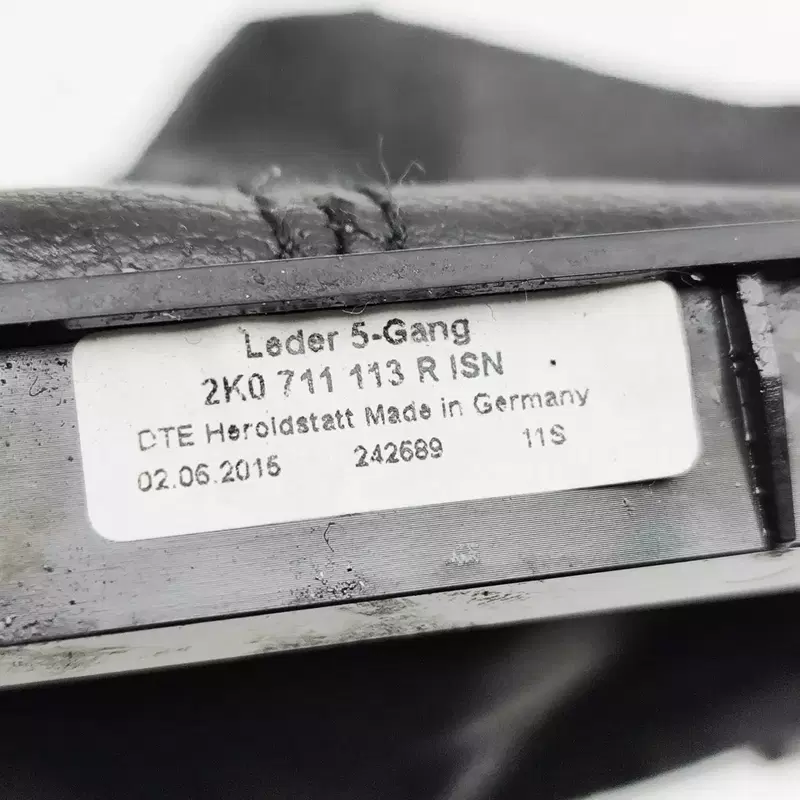 Leder 5-Gang
2K0 711 113 R ISN
DTE Heroldstatt Made in Germany
02.06.2015 242689 11S